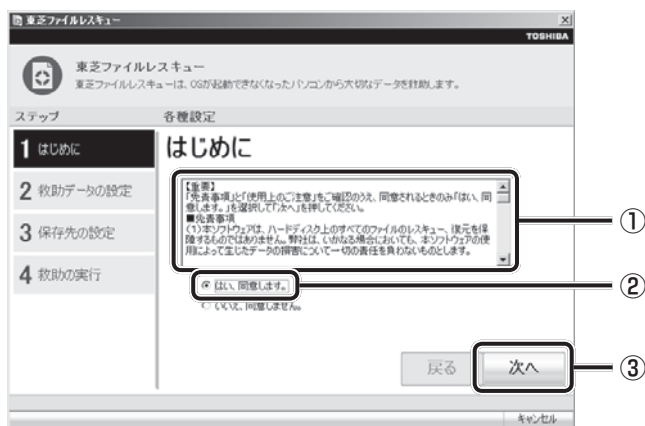 東芝ファイルレスキュー
TOSHIBA
東芝ファイルレスキュー
東芝ファイルレスキューは、OSが起動できなくなったパソコンから大切なデータを救助します。
ステップ
各種設定
1 はじめに
2 救助データの設定
3 保存先の設定
4 救助の実行
はじめに
【重要】
「免責事項」と「使用上のご注意」をご確認のうえ、同意されるときのみ「はい、同
意します。」を選択して「次へ」を押してください。
■免責事項
(1)本ソフトウェアは、ハードディスク上のすべてのファイルのレスキュー、復元を保
障するものではありません。弊社は、いかなる場合においても、本ソフトウェアの使
用によって生じたデータの損害について一切の責任を負わないものとします。
①
はい、同意します。
②
いいえ、同意しません。
戻る
次へ
③
キャンセル